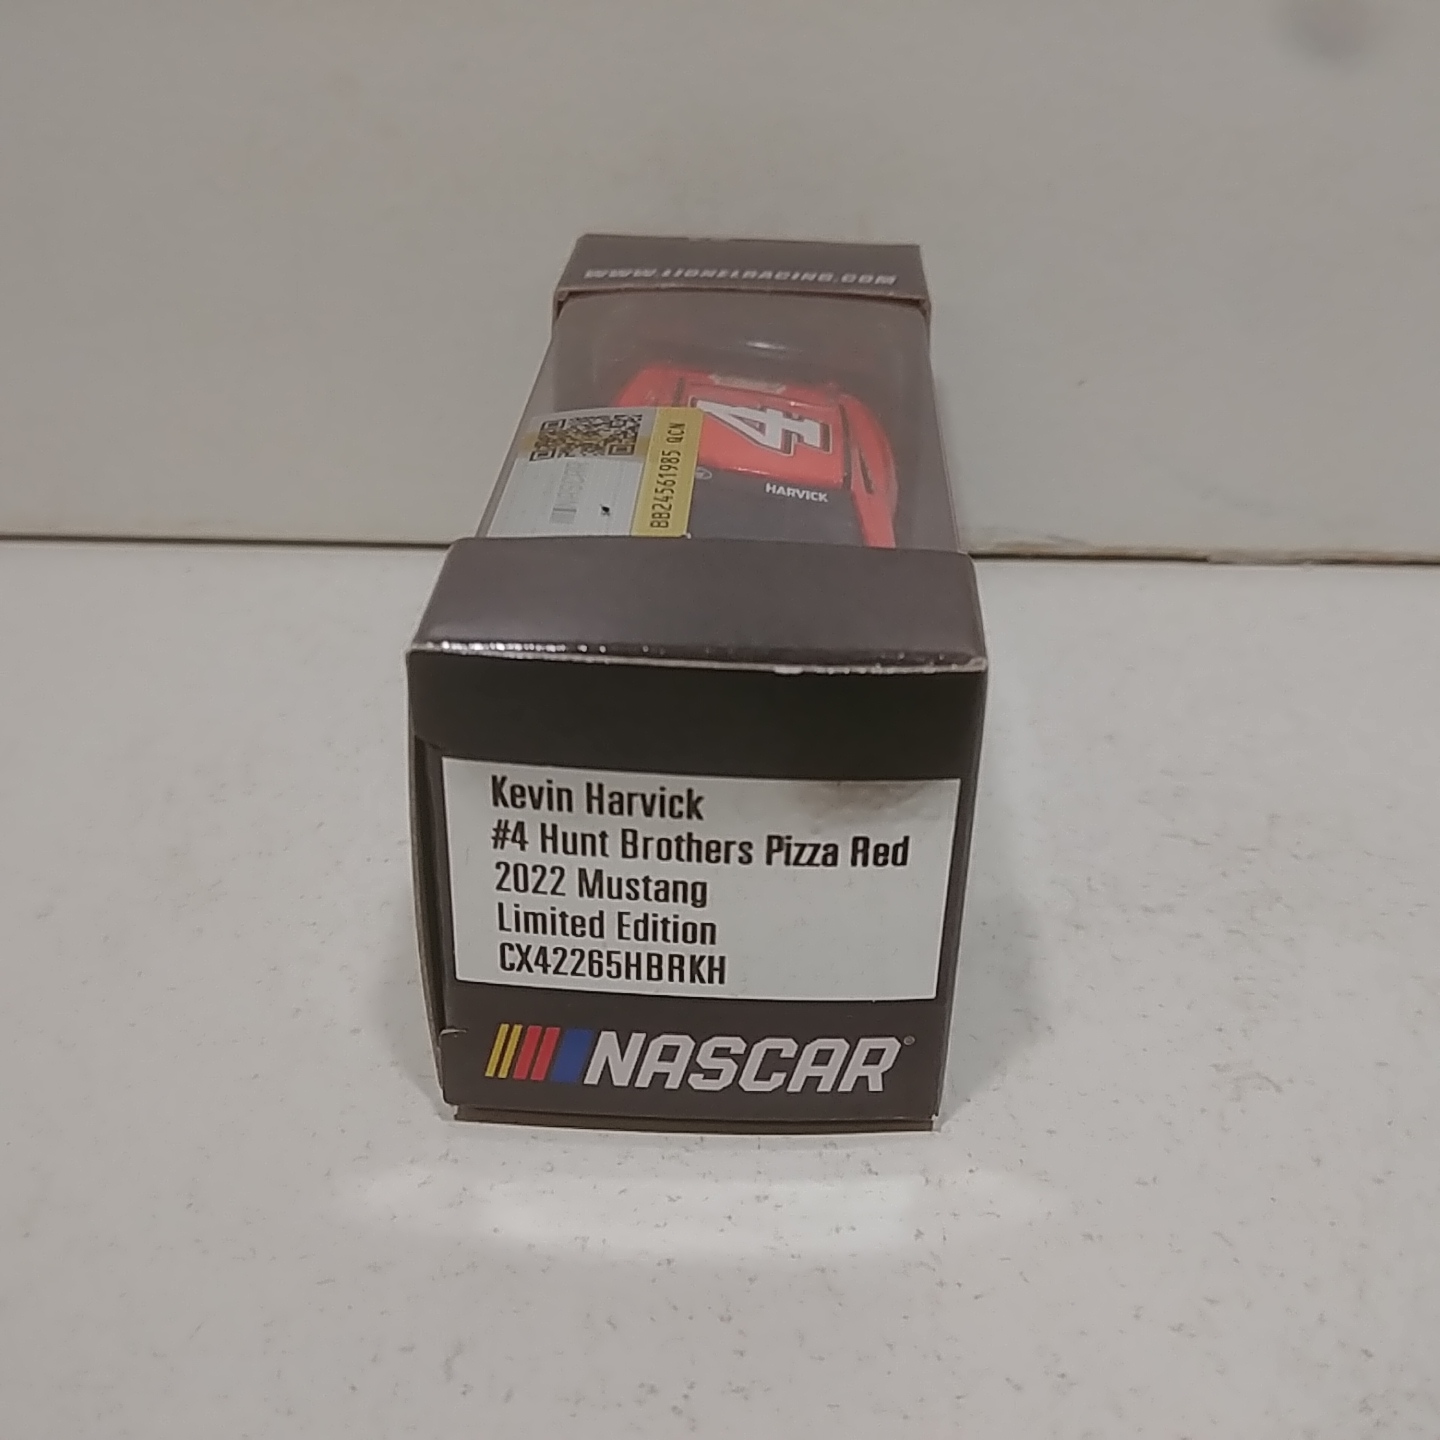 WWW.LIONELRACING.COM
4
HARVICK
NASCAR
BB24561985 QCN
Kevin Harvick
#4 Hunt Brothers Pizza Red
2022 Mustang
Limited Edition
CX42265HBRKH
NASCAR®